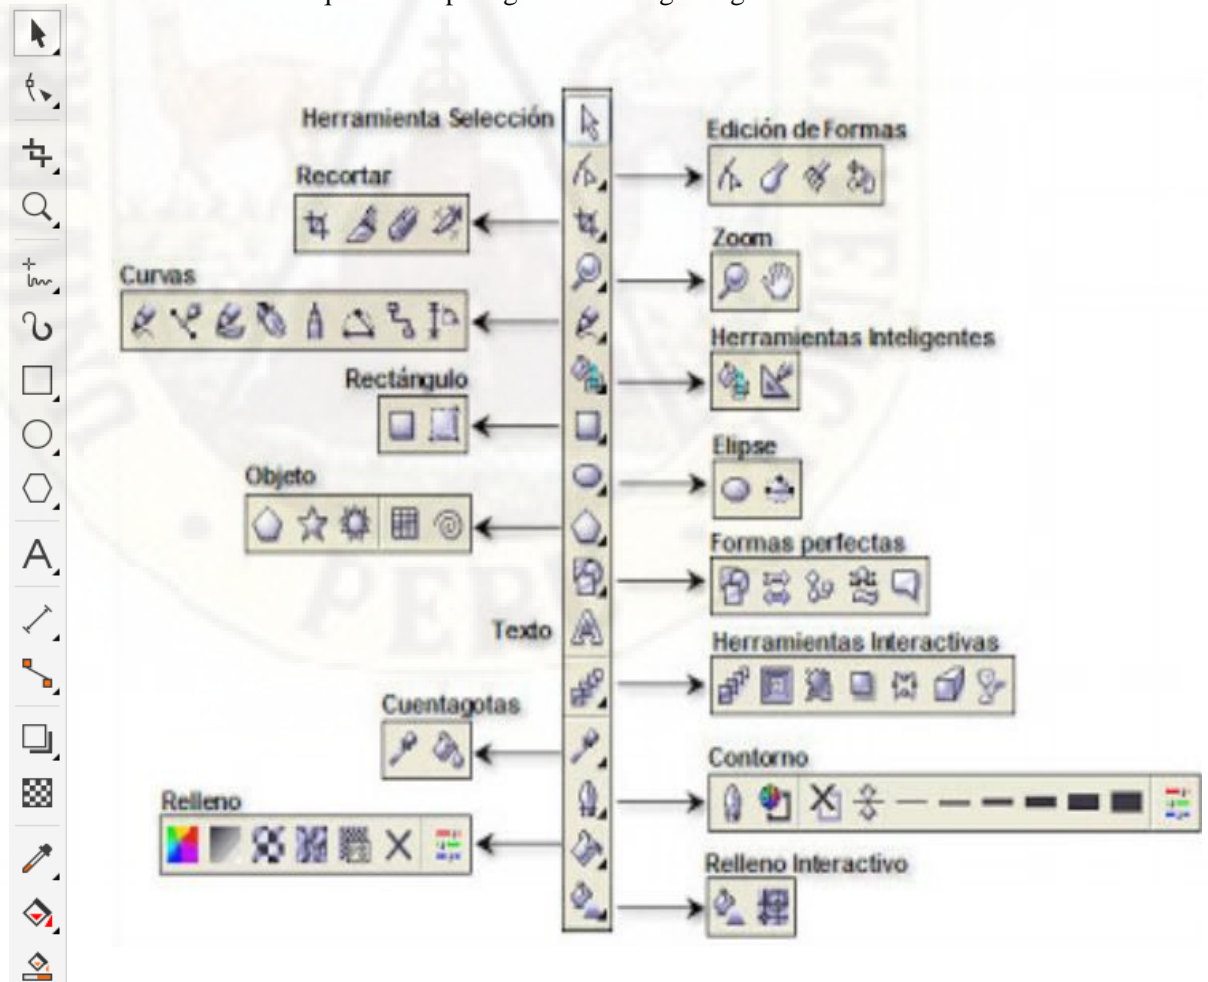 Herramienta Selección
Edición de Formas
Recortar
Zoom
Curvas
Herramientas Inteligentes
Rectángulo
Elipse
Objeto
Formas perfectas
Texto
Herramientas Interactivas
Cuentagotas
Contorno
Relleno
Relleno Interactivo
PERÚ